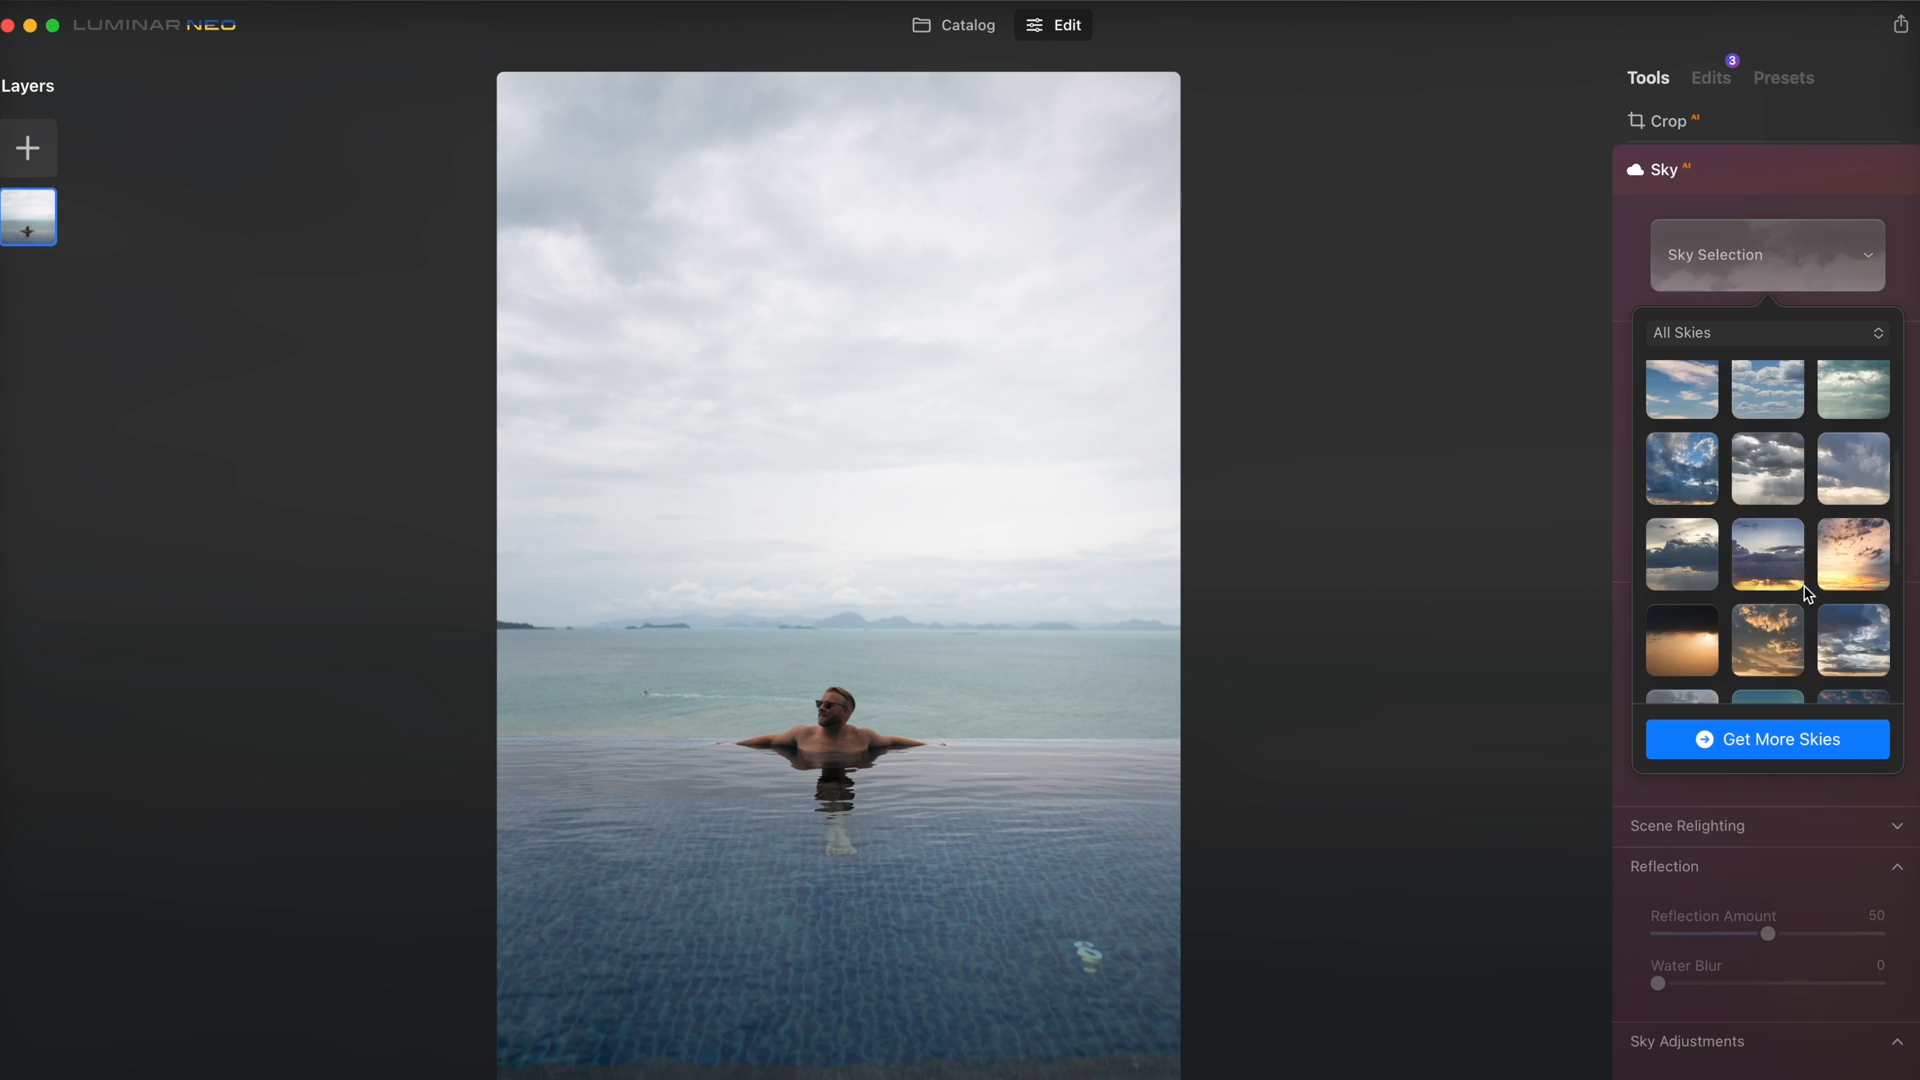 LUMINAR NEO
Catalog
Edit
Layers
3
Tools
Edits
Presets
Crop AI
Sky AI
Sky Selection
All Skies
Get More Skies
Scene Relighting
Reflection
Reflection Amount 50
Water Blur 0
Sky Adjustments